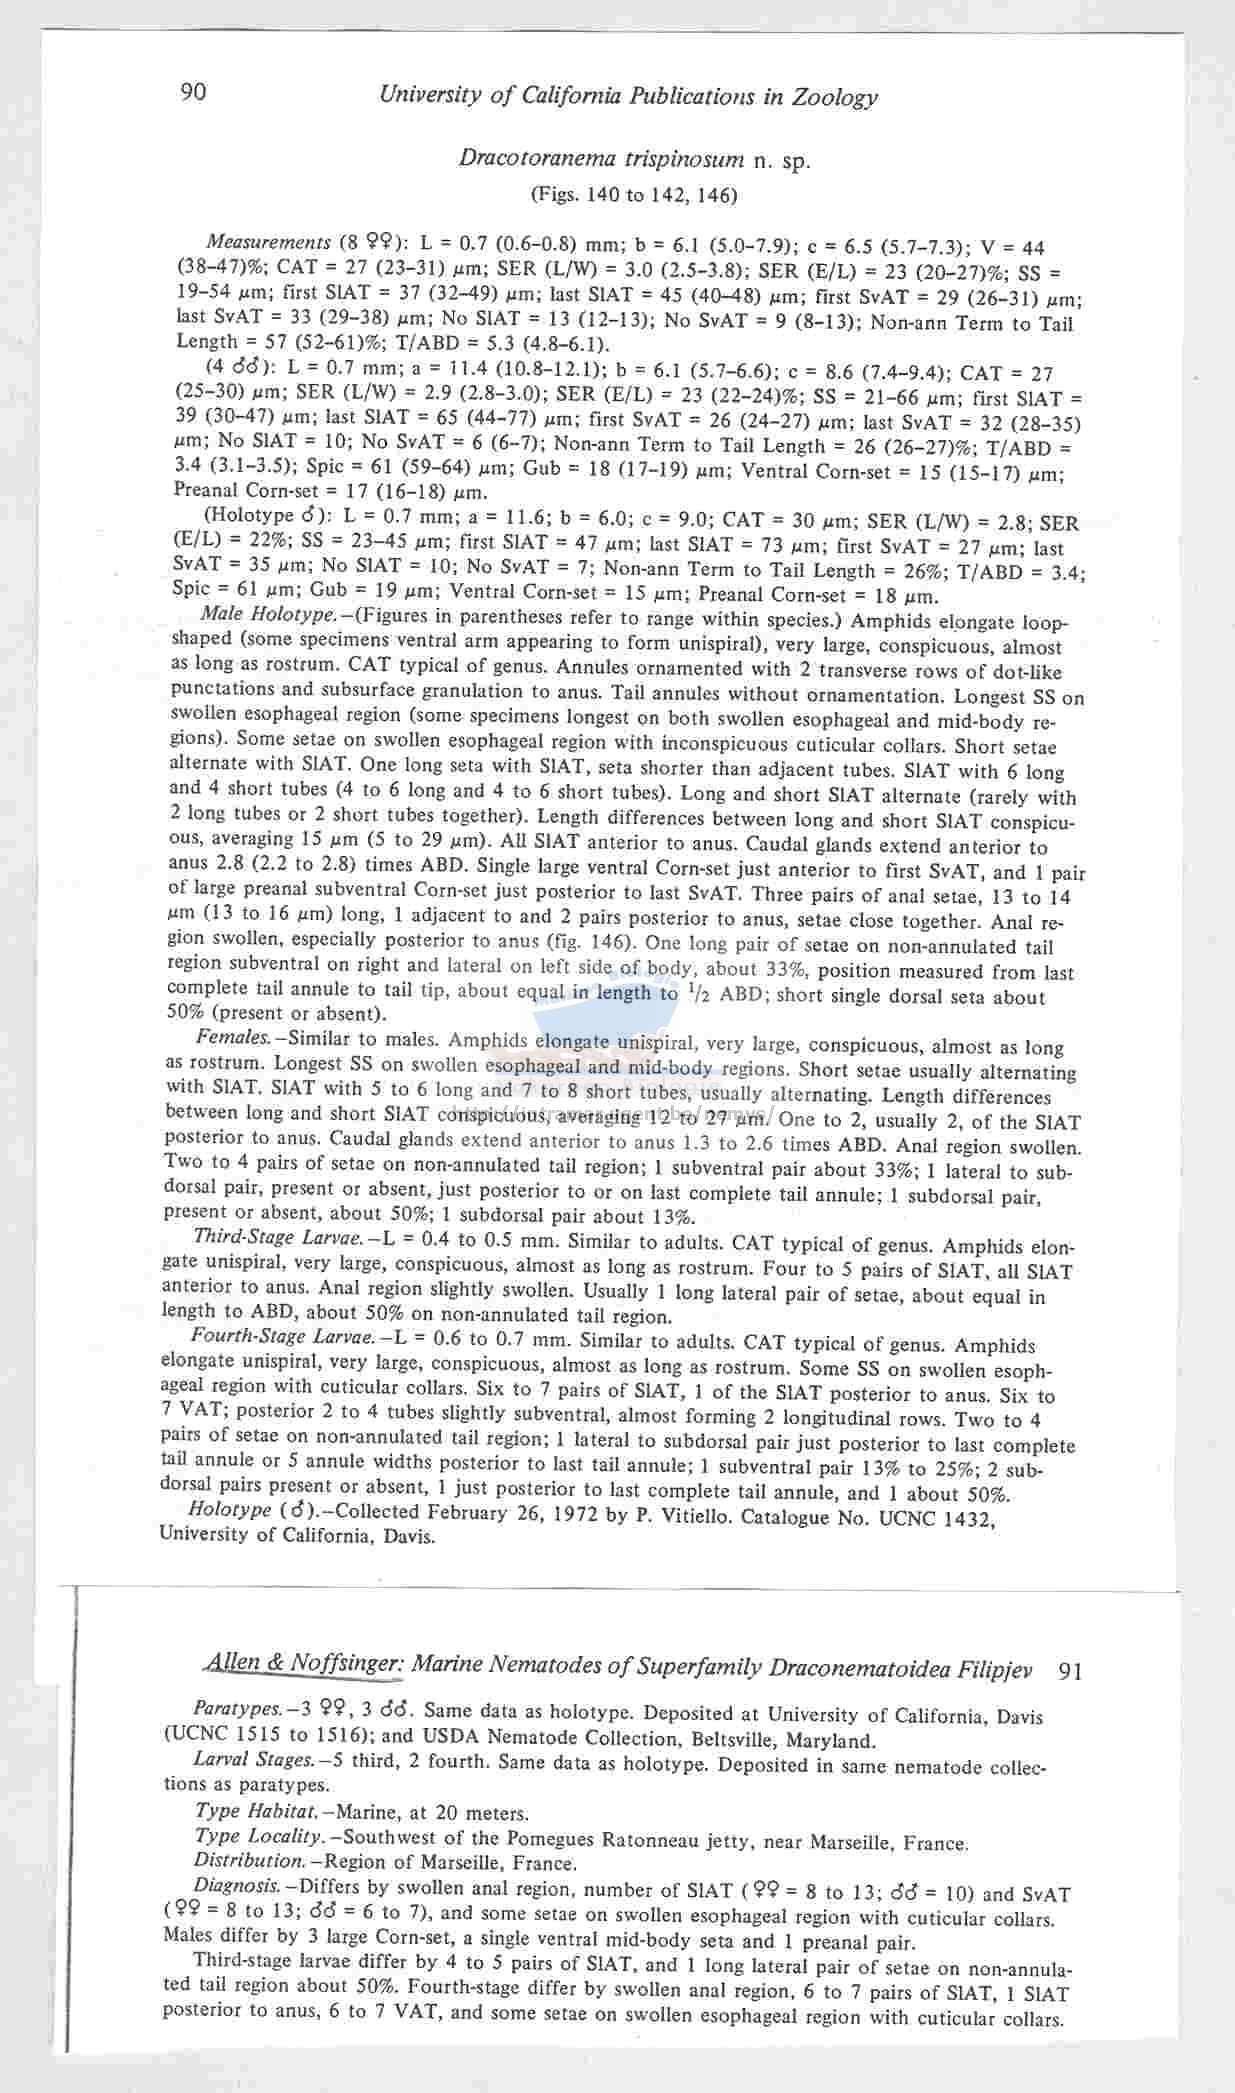 90
University of California Publications in Zoology
Dracotoranema trispinosum n. sp.
(Figs. 140 to 142, 146)
Measurements (8 ♀♀): L = 0.7 (0.6–0.8) mm; b = 6.1 (5.0–7.9); c = 6.5 (5.7–7.3); V = 44
(38–47)%; CAT = 27 (23–31) μm; SER (L/W) = 3.0 (2.5–3.8); SER (E/L) = 23 (20–27)%; SS =
19–54 μm; first SlAT = 37 (32–49) μm; last SlAT = 45 (40–48) μm; first SvAT = 29 (26–31) μm;
last SvAT = 33 (29–38) μm; No SlAT = 13 (12–13); No SvAT = 9 (8–13); Non-ann Term to Tail
Length = 57 (52–61)%; T/ABD = 5.3 (4.8–6.1).
(4 ♂♂): L = 0.7 mm; a = 11.4 (10.8–12.1); b = 6.1 (5.7–6.6); c = 8.6 (7.4–9.4); CAT = 27
(25–30) μm; SER (L/W) = 2.9 (2.8–3.0); SER (E/L) = 23 (22–24)%; SS = 21–66 μm; first SlAT =
39 (30–47) μm; last SlAT = 65 (44–77) μm; first SvAT = 26 (24–27) μm; last SvAT = 32 (28–35)
μm; No SlAT = 10; No SvAT = 6 (6–7); Non-ann Term to Tail Length = 26 (26–27)%; T/ABD =
3.4 (3.1–3.5); Spic = 61 (59–64) μm; Gub = 18 (17–19) μm; Ventral Corn-set = 15 (15–17) μm;
Preanal Corn-set = 17 (16–18) μm.
(Holotype ♂): L = 0.7 mm; a = 11.6; b = 6.0; c = 9.0; CAT = 30 μm; SER (L/W) = 2.8; SER
(E/L) = 22%; SS = 23–45 μm; first SlAT = 47 μm; last SlAT = 73 μm; first SvAT = 27 μm; last
SvAT = 35 μm; No SlAT = 10; No SvAT = 7; Non-ann Term to Tail Length = 26%; T/ABD = 3.4;
Spic = 61 μm; Gub = 19 μm; Ventral Corn-set = 15 μm; Preanal Corn-set = 18 μm.
Male Holotype.—(Figures in parentheses refer to range within species.) Amphids elongate loop-
shaped (some specimens ventral arm appearing to form unispiral), very large, conspicuous, almost
as long as rostrum. CAT typical of genus. Annules ornamented with 2 transverse rows of dot-like
punctations and subsurface granulation to anus. Tail annules without ornamentation. Longest SS on
swollen esophageal region (some specimens longest on both swollen esophageal and mid-body re-
gions). Some setae on swollen esophageal region with inconspicuous cuticular collars. Short setae
alternate with SlAT. One long seta with SlAT, seta shorter than adjacent tubes. SlAT with 6 long
and 4 short tubes (4 to 6 long and 4 to 6 short tubes). Long and short SlAT alternate (rarely with
2 long tubes or 2 short tubes together). Length differences between long and short SlAT conspicu-
ous, averaging 15 μm (5 to 29 μm). All SlAT anterior to anus. Caudal glands extend anterior to
anus 2.8 (2.2 to 2.8) times ABD. Single large ventral Corn-set just anterior to first SvAT, and 1 pair
of large preanal subventral Corn-set just posterior to last SvAT. Three pairs of anal setae, 13 to 14
μm (13 to 16 μm) long, 1 adjacent to and 2 pairs posterior to anus, setae close together. Anal re-
gion swollen, especially posterior to anus (fig. 146). One long pair of setae on non-annulated tail
region subventral on right and lateral on left side of body, about 33%, position measured from last
complete tail annule to tail tip, about equal in length to 1/2 ABD; short single dorsal seta about
50% (present or absent).
Females.—Similar to males. Amphids elongate unispiral, very large, conspicuous, almost as long
as rostrum. Longest SS on swollen esophageal and mid-body regions. Short setae usually alternating
with SlAT. SlAT with 5 to 6 long and 7 to 8 short tubes, usually alternating. Length differences
between long and short SlAT conspicuous, averaging 12 to 27 μm. One to 2, usually 2, of the SlAT
posterior to anus. Caudal glands extend anterior to anus 1.3 to 2.6 times ABD. Anal region swollen.
Two to 4 pairs of setae on non-annulated tail region; 1 subventral pair about 33%; 1 lateral to sub-
dorsal pair, present or absent, just posterior to or on last complete tail annule; 1 subdorsal pair,
present or absent, about 50%; 1 subdorsal pair about 13%.
Third-Stage Larvae.—L = 0.4 to 0.5 mm. Similar to adults. CAT typical of genus. Amphids elon-
gate unispiral, very large, conspicuous, almost as long as rostrum. Four to 5 pairs of SlAT, all SlAT
anterior to anus. Anal region slightly swollen. Usually 1 long lateral pair of setae, about equal in
length to ABD, about 50% on non-annulated tail region.
Fourth-Stage Larvae.—L = 0.6 to 0.7 mm. Similar to adults. CAT typical of genus. Amphids
elongate unispiral, very large, conspicuous, almost as long as rostrum. Some SS on swollen esoph-
ageal region with cuticular collars. Six to 7 pairs of SlAT, 1 of the SlAT posterior to anus. Six to
7 VAT; posterior 2 to 4 tubes slightly subventral, almost forming 2 longitudinal rows. Two to 4
pairs of setae on non-annulated tail region; 1 lateral to subdorsal pair just posterior to last complete
tail annule or 5 annule widths posterior to last tail annule; 1 subventral pair 13% to 25%; 2 sub-
dorsal pairs present or absent, 1 just posterior to last complete tail annule, and 1 about 50%.
Holotype (♂).—Collected February 26, 1972 by P. Vitiello. Catalogue No. UCNC 1432,
University of California, Davis.
Allen & Noffsinger: Marine Nematodes of Superfamily Draconematoidea Filipjev 91
Paratypes.—3 ♀♀, 3 ♂♂. Same data as holotype. Deposited at University of California, Davis
(UCNC 1515 to 1516); and USDA Nematode Collection, Beltsville, Maryland.
Larval Stages.—5 third, 2 fourth. Same data as holotype. Deposited in same nematode collec-
tions as paratypes.
Type Habitat.—Marine, at 20 meters.
Type Locality.—Southwest of the Pomegues Ratonneau jetty, near Marseille, France.
Distribution.—Region of Marseille, France.
Diagnosis.—Differs by swollen anal region, number of SlAT (♀♀ = 8 to 13; ♂♂ = 10) and SvAT
(♀♀ = 8 to 13; ♂♂ = 6 to 7), and some setae on swollen esophageal region with cuticular collars.
Males differ by 3 large Corn-set, a single ventral mid-body seta and 1 preanal pair.
Third-stage larvae differ by 4 to 5 pairs of SlAT, and 1 long lateral pair of setae on non-annula-
ted tail region about 50%. Fourth-stage differ by swollen anal region, 6 to 7 pairs of SlAT, 1 SlAT
posterior to anus, 6 to 7 VAT, and some setae on swollen esophageal region with cuticular collars.